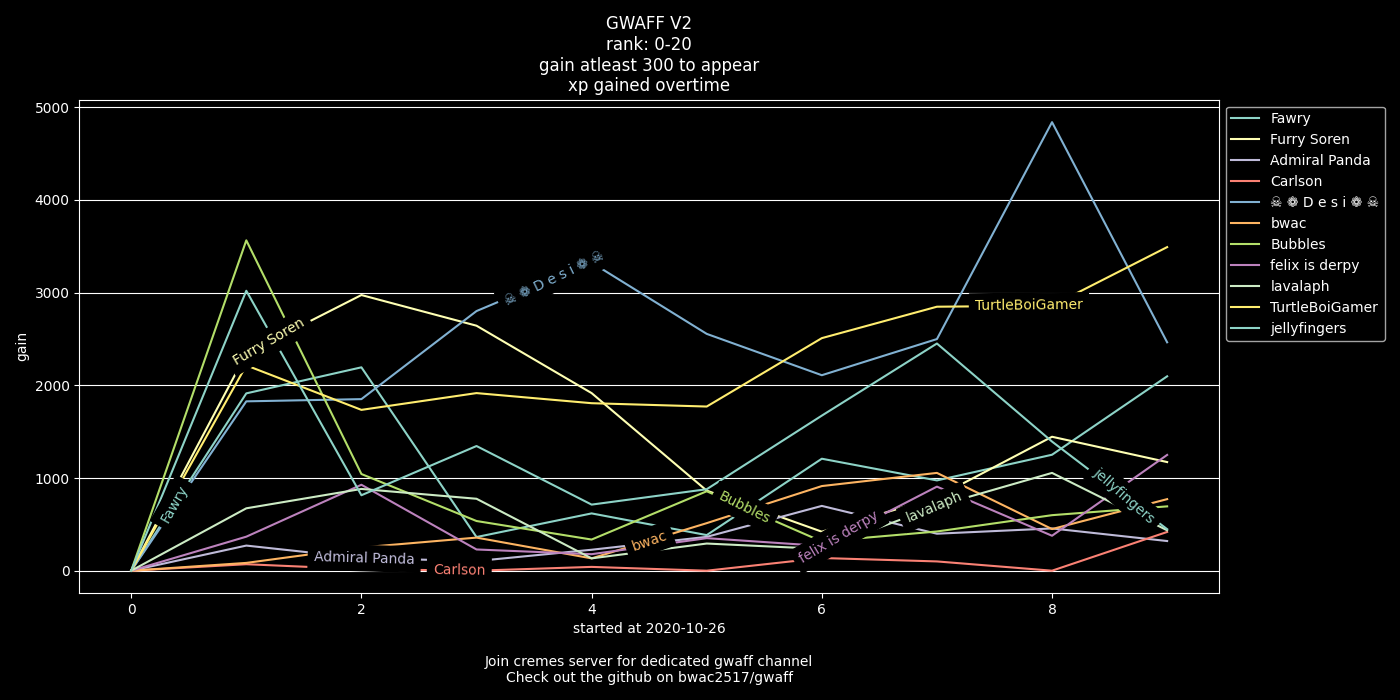 GWAFF V2
rank: 0-20
gain atleast 300 to appear
xp gained overtime
5000
4000
3000
2000
1000
0
gain
Fawry
Furry Soren
Admiral Panda
Carlson
☠ ❁ D e s i ❁ ☠
bwac
Bubbles
felix is derpy
lavalaph
TurtleBoiGamer
jellyfingers
Fawry
Furry Soren
Admiral Panda
Carlson
☠ ❁ D e s i ❁ ☠
bwac
Bubbles
felix is derpy
lavalaph
TurtleBoiGamer
jellyfingers
0 2 4 6 8
started at 2020-10-26
Join cremes server for dedicated gwaff channel
Check out the github on bwac2517/gwaff